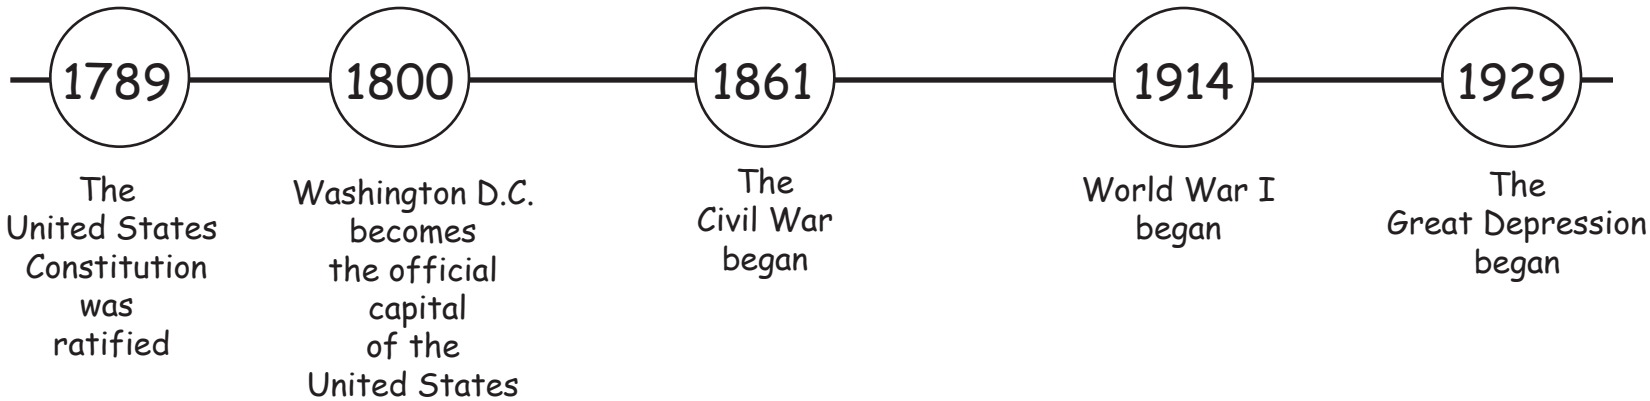 1789
1800
1861
1914
1929
The
United States
Constitution
was
ratified
Washington D.C.
becomes
the official
capital
of the
United States
The
Civil War
began
World War I
began
The
Great Depression
began